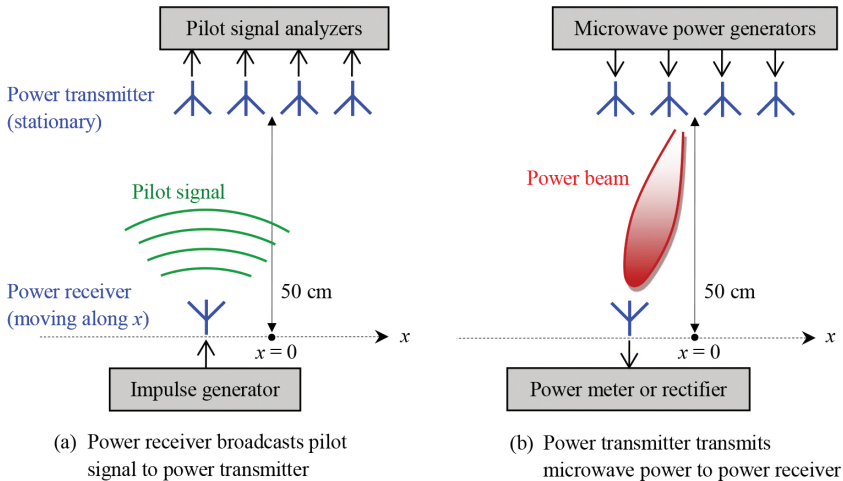 Pilot signal analyzers
Power transmitter
(stationary)
Pilot signal
Power receiver
(moving along x)
50 cm
x
x = 0
Impulse generator
(a) Power receiver broadcasts pilot
signal to power transmitter
Microwave power generators
Power beam
50 cm
x
x = 0
Power meter or rectifier
(b) Power transmitter transmits
microwave power to power receiver